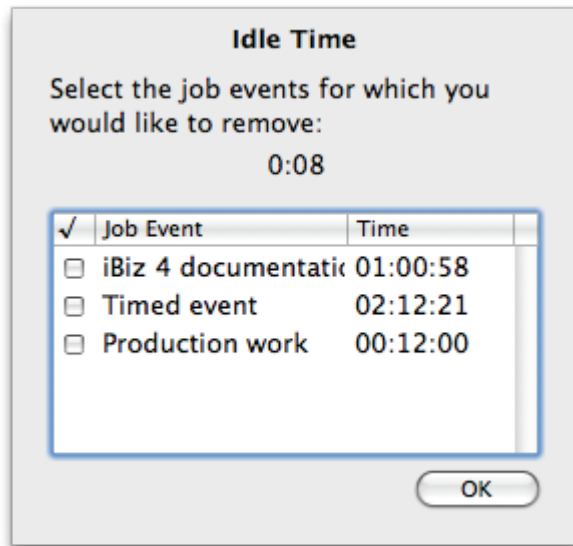 Idle Time
Select the job events for which you
would like to remove:
0:08
√ Job Event Time
iBiz 4 documentatic 01:00:58
Timed event 02:12:21
Production work 00:12:00
OK